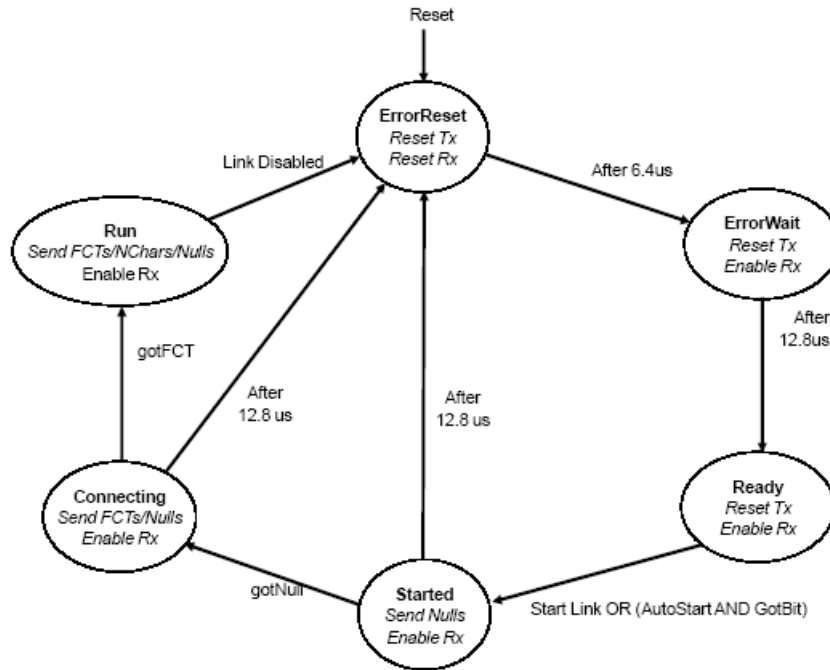 Reset
ErrorReset
Reset Tx
Reset Rx
Link Disabled
After 6.4us
Run
Send FCTs/NChars/Nulls
Enable Rx
ErrorWait
Reset Tx
Enable Rx
After
12.8us
gotFCT
After
12.8 us
After
12.8 us
Connecting
Send FCTs/Nulls
Enable Rx
Ready
Reset Tx
Enable Rx
gotNull
Started
Send Nulls
Enable Rx
Start Link OR (AutoStart AND GotBit)